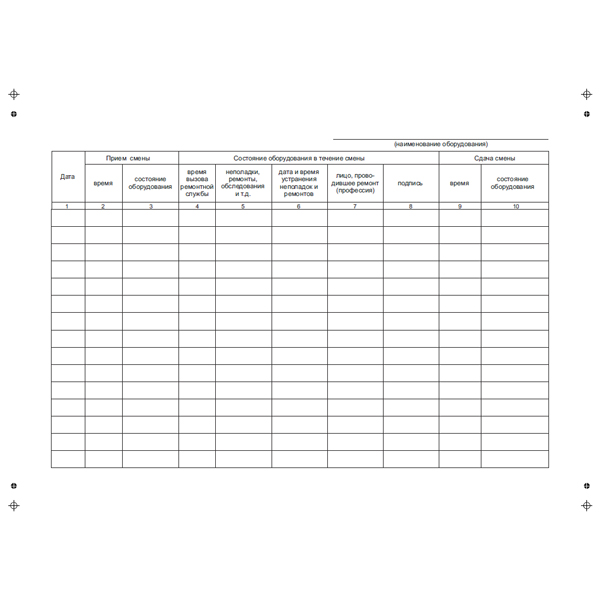 (наименование оборудования)
Дата
Прием смены
Состояние оборудования в течение смены
Сдача смены
время
состояние
оборудования
время
вызова
ремонтной
службы
неполадки,
ремонты,
обследования
и т.д.
дата и время
устранения
неполадок и
ремонтов
лицо, прово-
дившее ремонт
(профессия)
подпись
время
состояние
оборудования
1 2 3 4 5 6 7 8 9 10